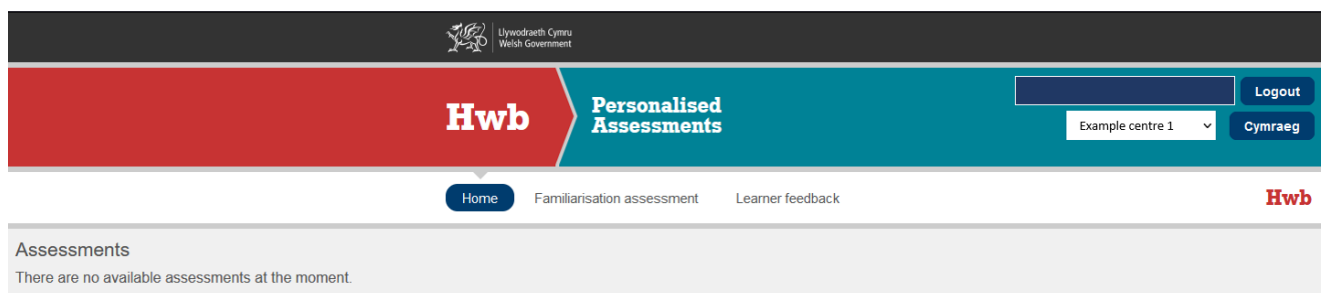 Llywodraeth Cymru
Welsh Government
Hwb
Personalised
Assessments
Logout
Example centre 1
Cymraeg
Home
Familiarisation assessment
Learner feedback
Hwb
Assessments
There are no available assessments at the moment.